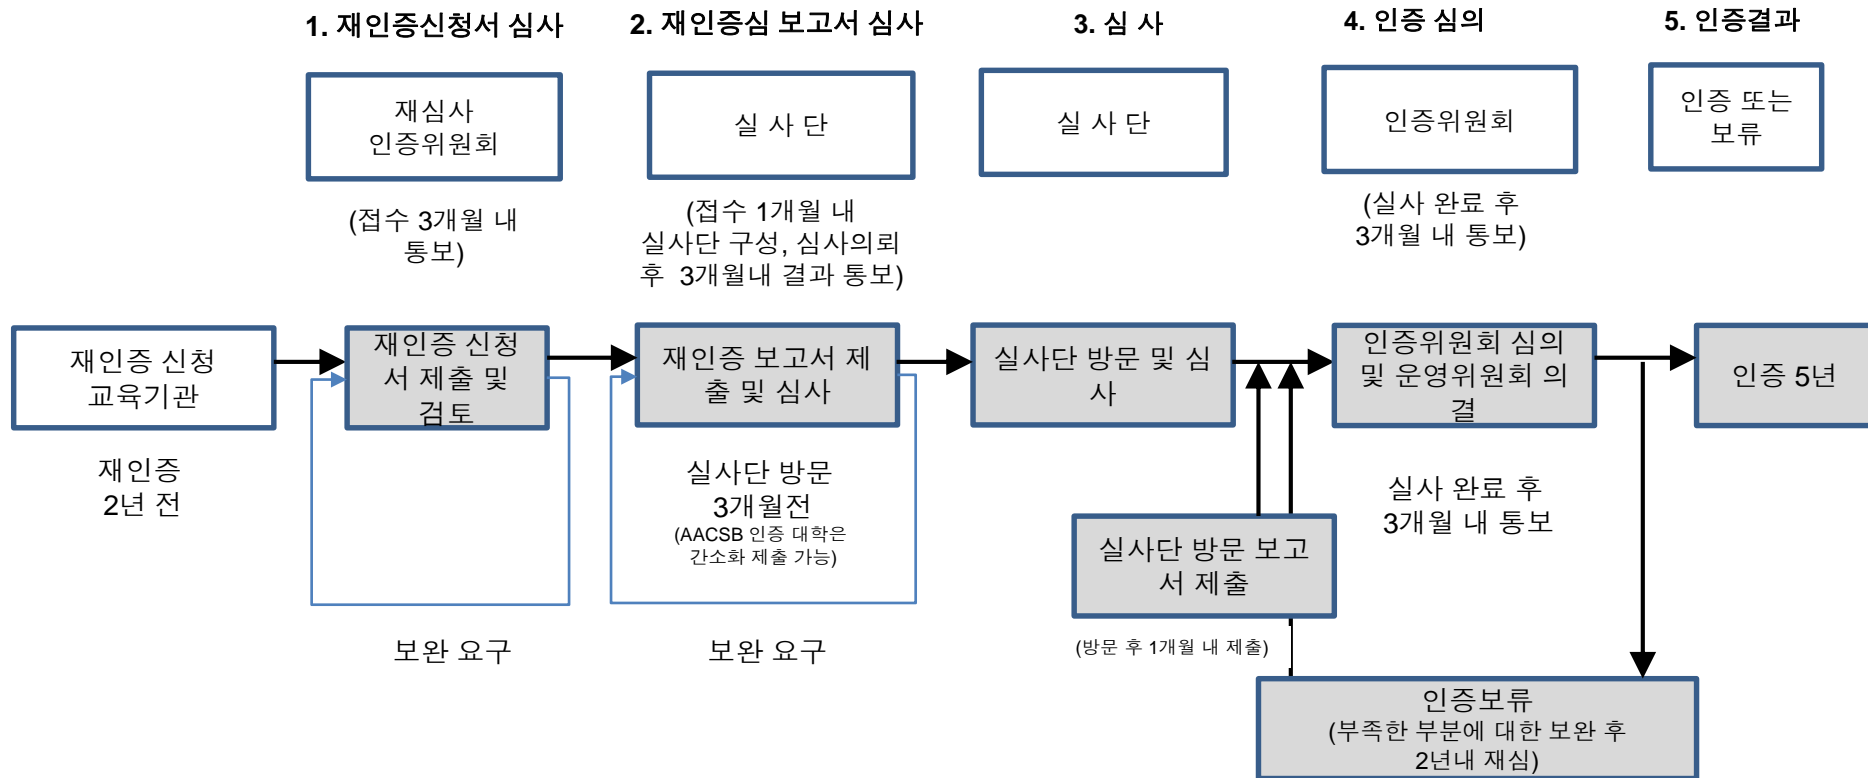 1. 재인증신청서 심사
2. 재인증심 보고서 심사
3. 심 사
4. 인증 심의
5. 인증결과
재심사
인증위원회
실 사 단
실 사 단
인증위원회
인증 또는
보류
(접수 3개월 내
통보)
(접수 1개월 내
실사단 구성, 심사의뢰
후 3개월내 결과 통보)
(실사 완료 후
3개월 내 통보)
재인증 신청
교육기관
재인증 신청
서 제출 및
검토
재인증 보고서 제
출 및 심사
실사단 방문 및 심
사
인증위원회 심의
및 운영위원회 의
결
인증 5년
재인증
2년 전
실사단 방문
3개월전
(AACSB 인증 대학은
간소화 제출 가능)
실사 완료 후
3개월 내 통보
실사단 방문 보고
서 제출
(방문 후 1개월 내 제출)
보완 요구
보완 요구
인증보류
(부족한 부분에 대한 보완 후
2년내 재심)